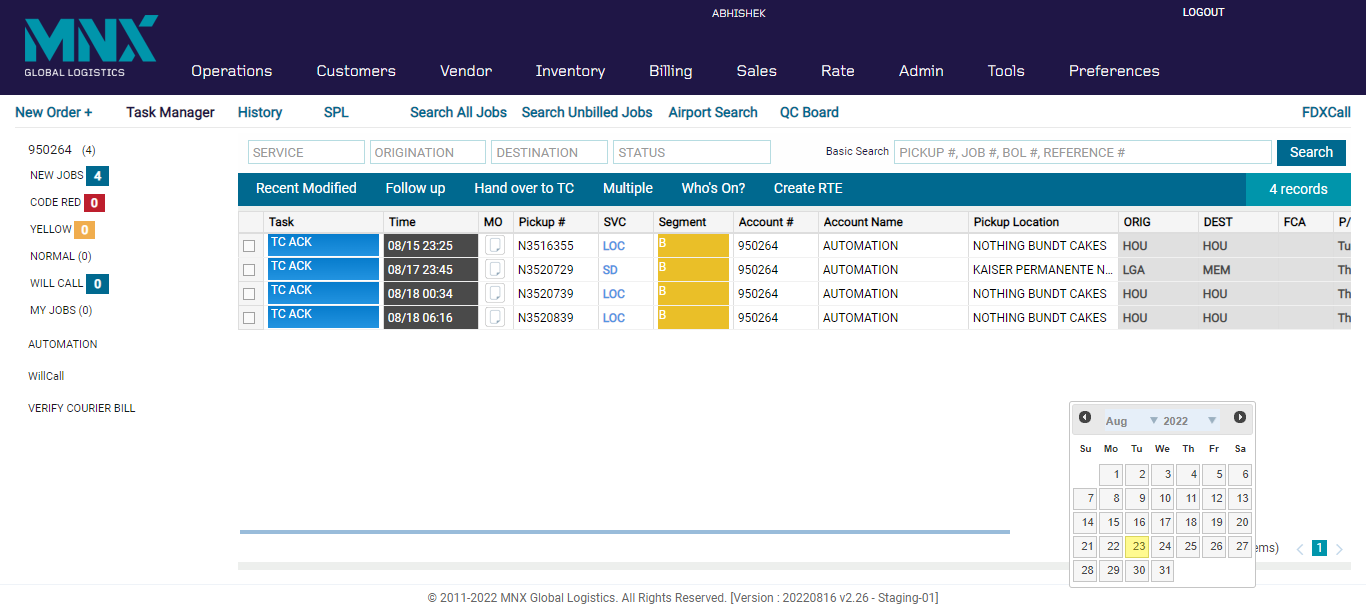 ABHISHEK LOGOUT
MNX
GLOBAL LOGISTICS
Operations Customers Vendor Inventory Billing Sales Rate Admin Tools Preferences
New Order + Task Manager History SPL Search All Jobs Search Unbilled Jobs Airport Search QC Board FDXCall
950264 (4)
NEW JOBS 4
CODE RED 0
YELLOW 0
NORMAL (0)
WILL CALL 0
MY JOBS (0)
AUTOMATION
WillCall
VERIFY COURIER BILL
SERVICE ORIGINATION DESTINATION STATUS Basic Search PICKUP #, JOB #, BOL #, REFERENCE # Search
Recent Modified Follow up Hand over to TC Multiple Who's On? Create RTE 4 records
Task Time MO Pickup # SVC Segment Account # Account Name Pickup Location ORIG DEST FCA P/
TC ACK 08/15 23:25 N3516355 LOC B 950264 AUTOMATION NOTHING BUNDT CAKES HOU HOU Tu
TC ACK 08/17 23:45 N3520729 SD B 950264 AUTOMATION KAISER PERMANENTE N... LGA MEM Th
TC ACK 08/18 00:34 N3520739 LOC B 950264 AUTOMATION NOTHING BUNDT CAKES HOU HOU Th
TC ACK 08/18 06:16 N3520839 LOC B 950264 AUTOMATION NOTHING BUNDT CAKES HOU HOU Th
Aug 2022
Su Mo Tu We Th Fr Sa
1 2 3 4 5 6
7 8 9 10 11 12 13
14 15 16 17 18 19 20
21 22 23 24 25 26 27
28 29 30 31
ems) 1
© 2011-2022 MNX Global Logistics. All Rights Reserved. [Version : 20220816 v2.26 - Staging-01]